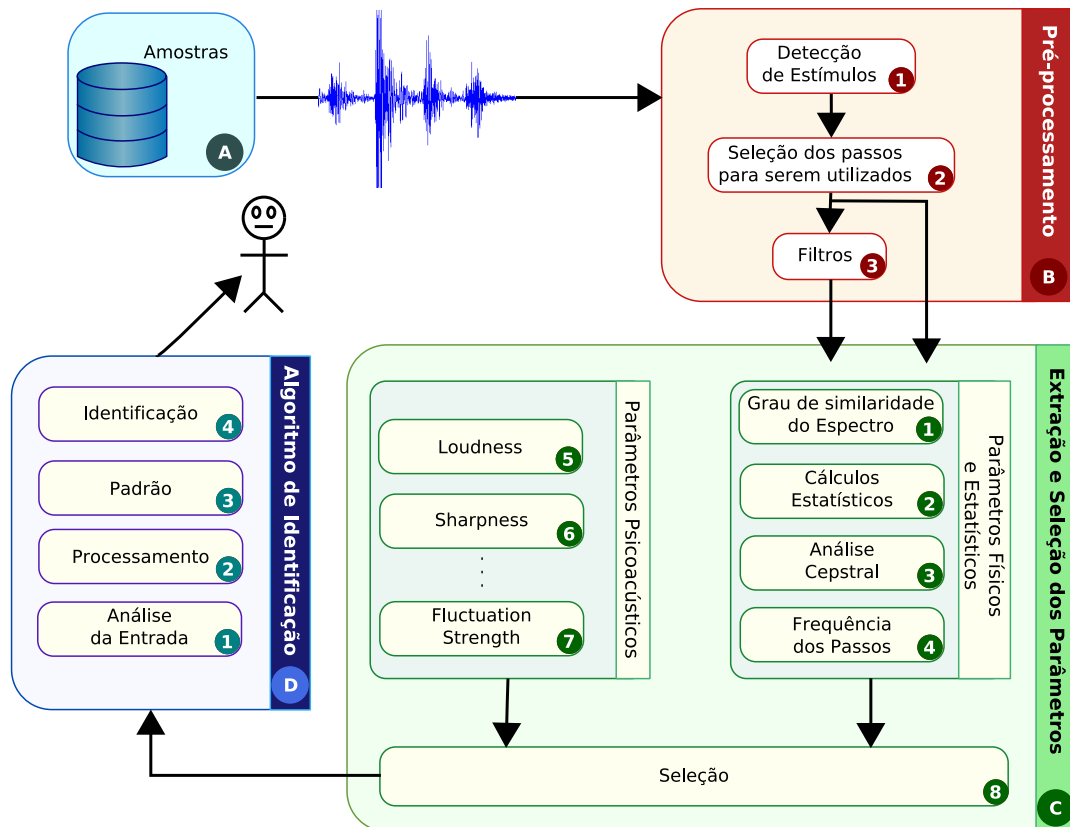 Amostras
A
Detecção
de Estímulos
1
Seleção dos passos
para serem utilizados
2
Filtros
3
Pré-processamento
B
Extração e Seleção dos Parâmetros
C
Parâmetros Físicos
e Estatísticos
Grau de similaridade
do Espectro
1
Cálculos
Estatísticos
2
Análise
Cepstral
3
Frequência
dos Passos
4
Parâmetros Psicoacústicos
Loudness
5
Sharpness
6
Fluctuation
Strength
7
Seleção
8
Algoritmo de Identificação
D
Identificação
4
Padrão
3
Processamento
2
Análise
da Entrada
1